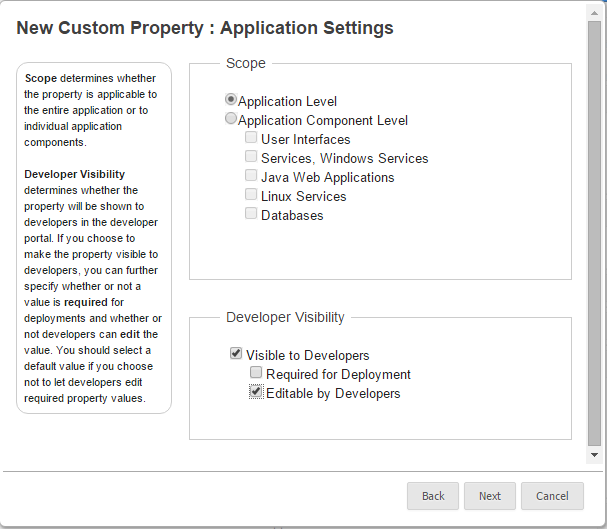 New Custom Property : Application Settings
Scope determines whether
the property is applicable to
the entire application or to
individual application
components.
Developer Visibility
determines whether the
property will be shown to
developers in the developer
portal. If you choose to
make the property visible to
developers, you can further
specify whether or not a
value is required for
deployments and whether or
not developers can edit the
value. You should select a
default value if you choose
not to let developers edit
required property values.
Scope
Application Level
Application Component Level
User Interfaces
Services, Windows Services
Java Web Applications
Linux Services
Databases
Developer Visibility
Visible to Developers
Required for Deployment
Editable by Developers
Back Next Cancel